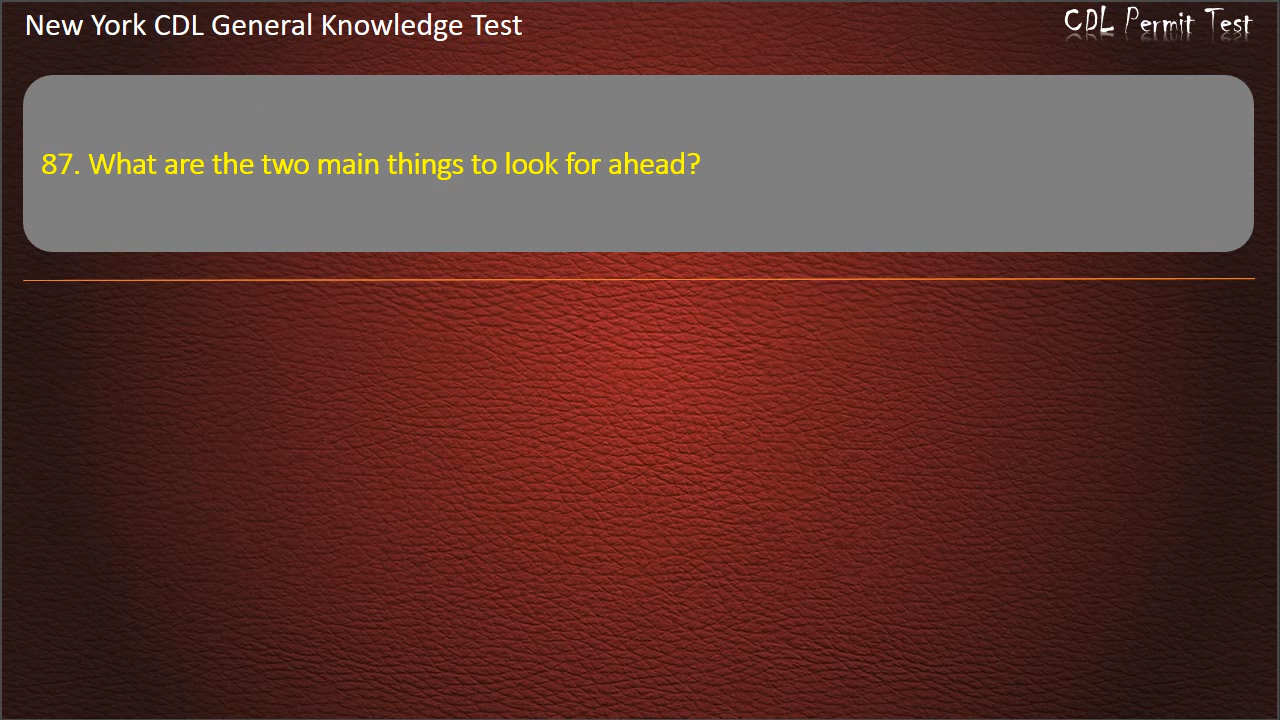 New York CDL General Knowledge Test
CDL Permit Test
87. What are the two main things to look for ahead?